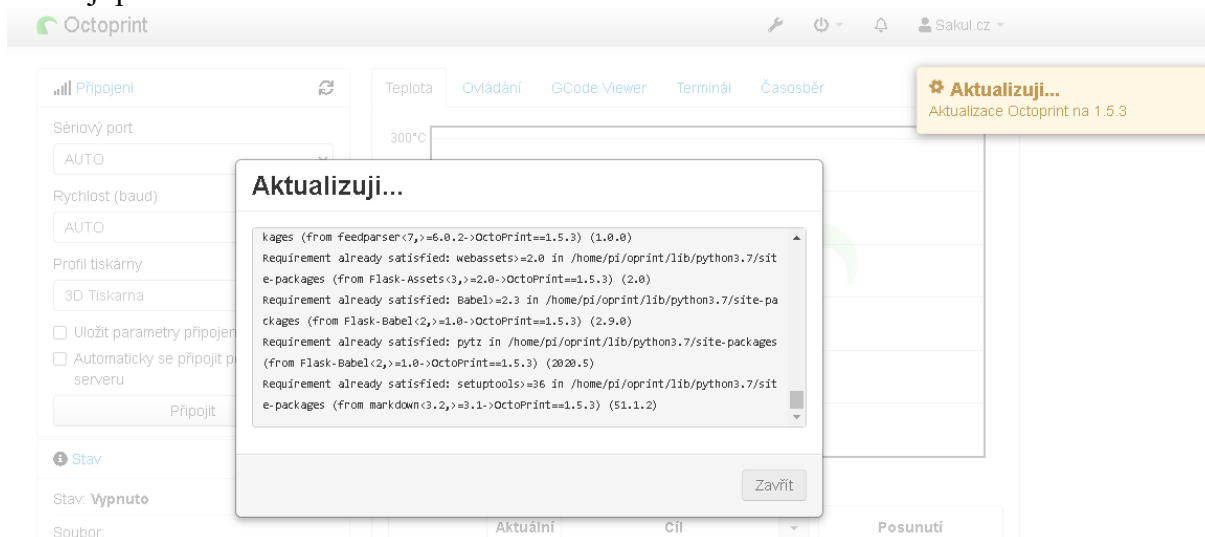 Octoprint
Sakul.cz
Připojení
Teplota Ovládání GCode Viewer Terminál Časosběr
Aktualizuji...
Aktualizace Octoprint na 1.5.3
Sériový port
300°C
AUTO
Rychlost (baud)
AUTO
Profil tiskárny
3D Tiskarna
Uložit parametry připojen
Automaticky se připojit p
serveru
Připojit
Aktualizuji...
kages (from feedparser<7,>=6.0.2->OctoPrint==1.5.3) (1.0.0)
Requirement already satisfied: webassets>=2.0 in /home/pi/oprint/lib/python3.7/sit
e-packages (from Flask-Assets<3,>=2.0->OctoPrint==1.5.3) (2.0)
Requirement already satisfied: Babel>=2.3 in /home/pi/oprint/lib/python3.7/site-pa
ckages (from Flask-Babel<2,>=1.0->OctoPrint==1.5.3) (2.9.0)
Requirement already satisfied: pytz in /home/pi/oprint/lib/python3.7/site-packages
(from Flask-Babel<2,>=1.0->OctoPrint==1.5.3) (2020.5)
Requirement already satisfied: setuptools>=36 in /home/pi/oprint/lib/python3.7/sit
e-packages (from markdown<3.2,>=3.1->OctoPrint==1.5.3) (51.1.2)
Zavřít
Stav
Stav: Vypnuto
Soubor:
Aktuální Cíl Posunutí